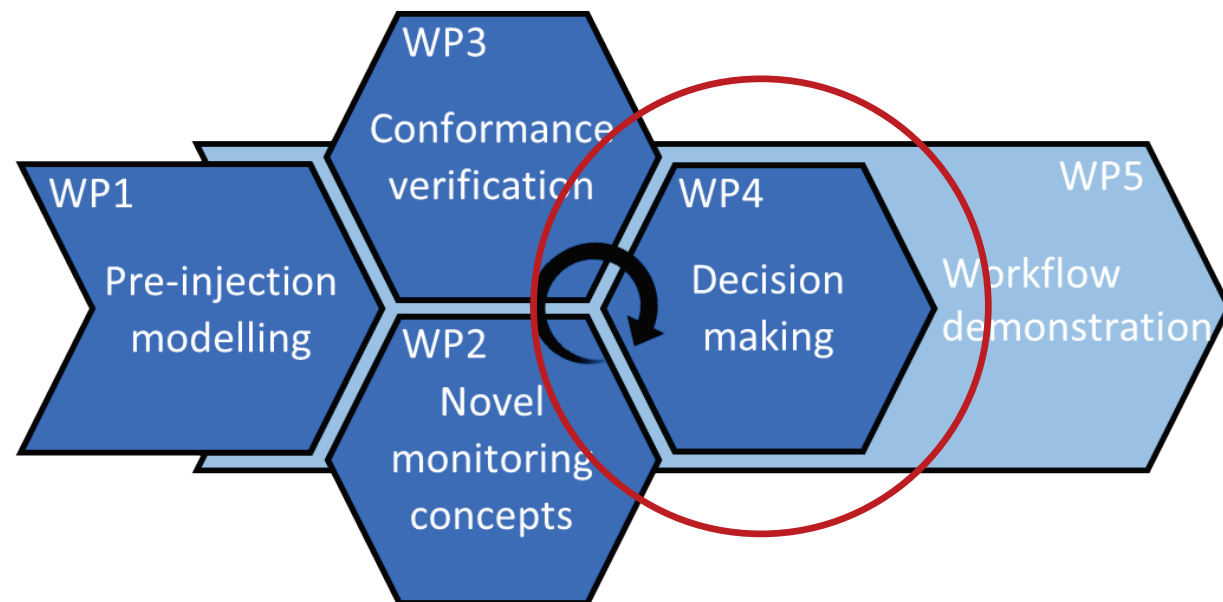 WP1
Pre-injection
modelling
WP3
Conformance
verification
WP2
Novel
monitoring
concepts
WP4
Decision
making
WP5
Workflow
demonstration